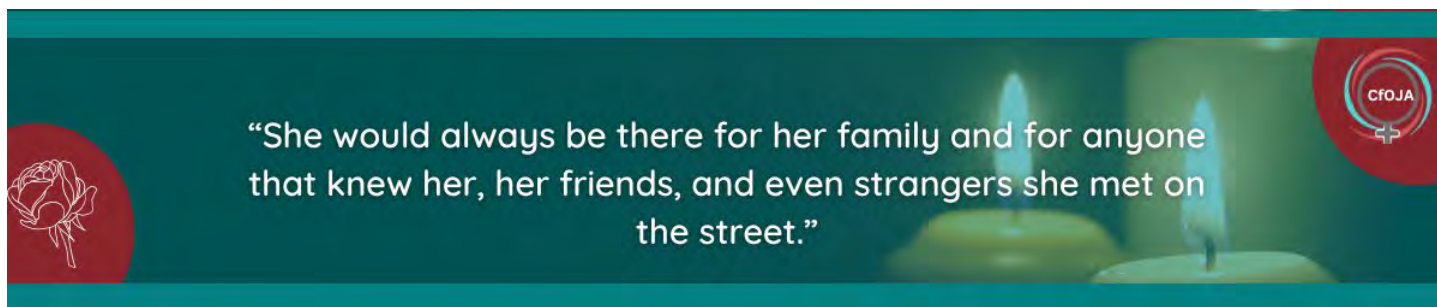 “She would always be there for her family and for anyone
that knew her, her friends, and even strangers she met on
the street.”
CfOJA